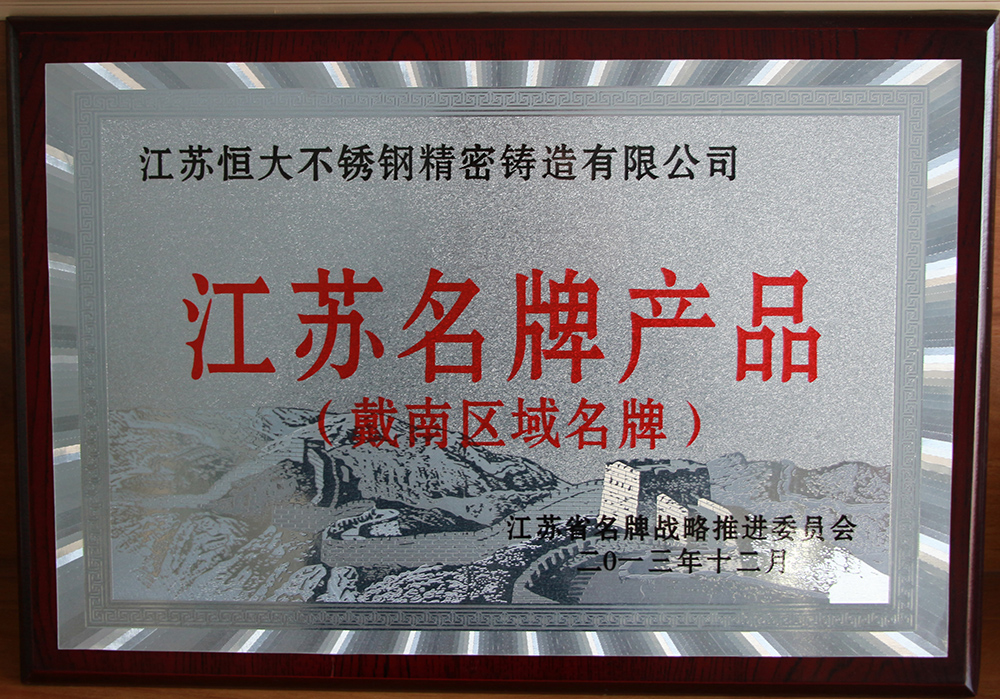 江苏恒大不锈钢精密铸造有限公司
江苏名牌产品
（戴南区域名牌）
江苏省名牌战略推进委员会
二〇一三年十二月